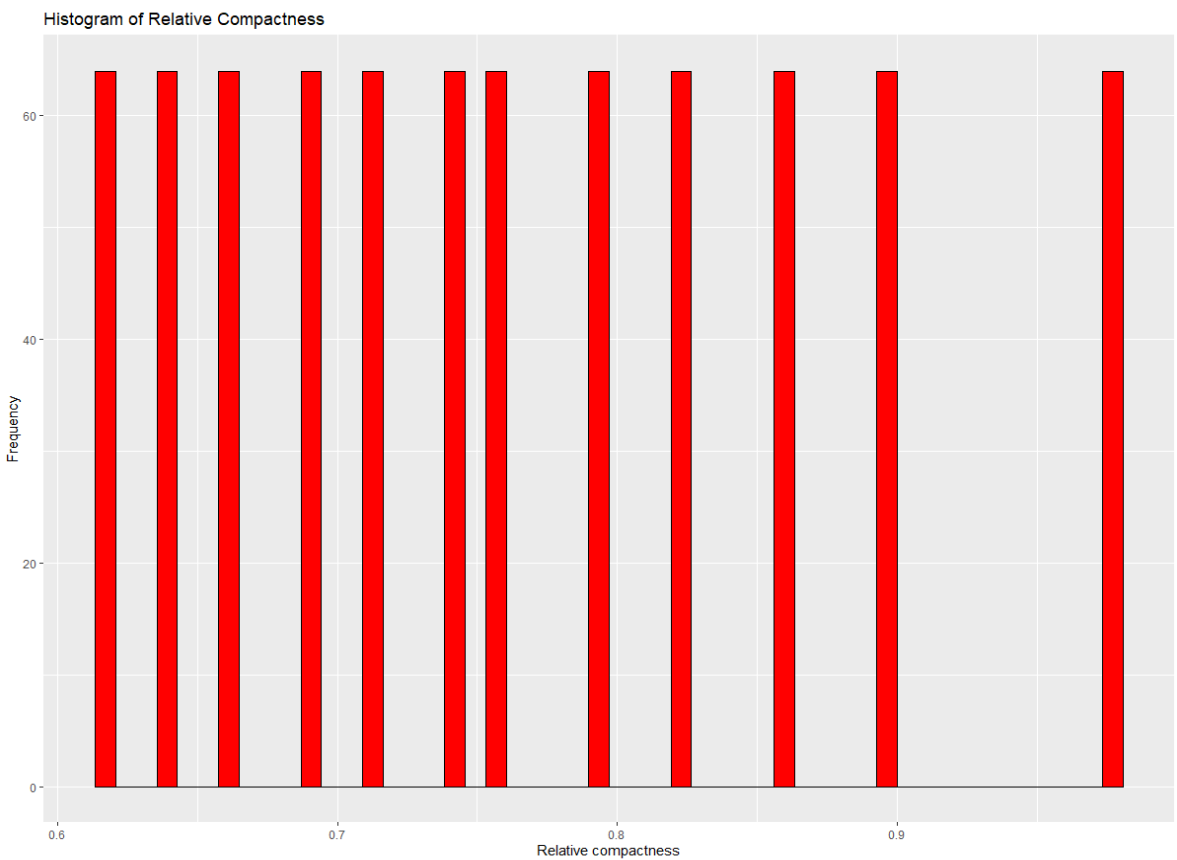 Histogram of Relative Compactness
60
40
20
0
Frequency
0.6 0.7 0.8 0.9
Relative compactness